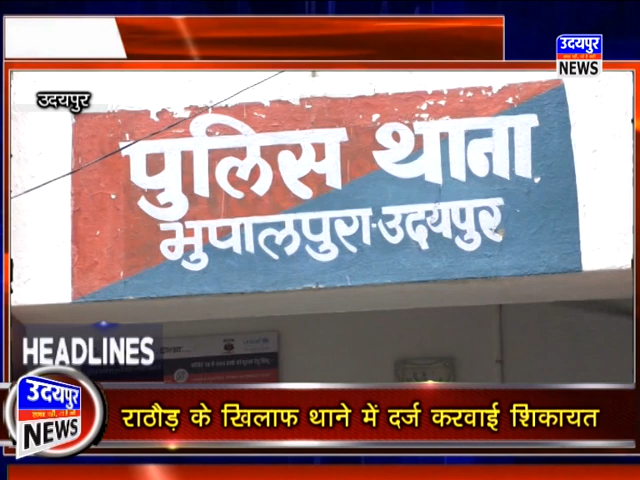 उदयपुर
NEWS
उदयपुर
पुलिस थाना
भुपालपुरा-उदयपुर
HEADLINES
उदयपुर
NEWS
राठौड़ के खिलाफ थाने में दर्ज करवाई शिकायत